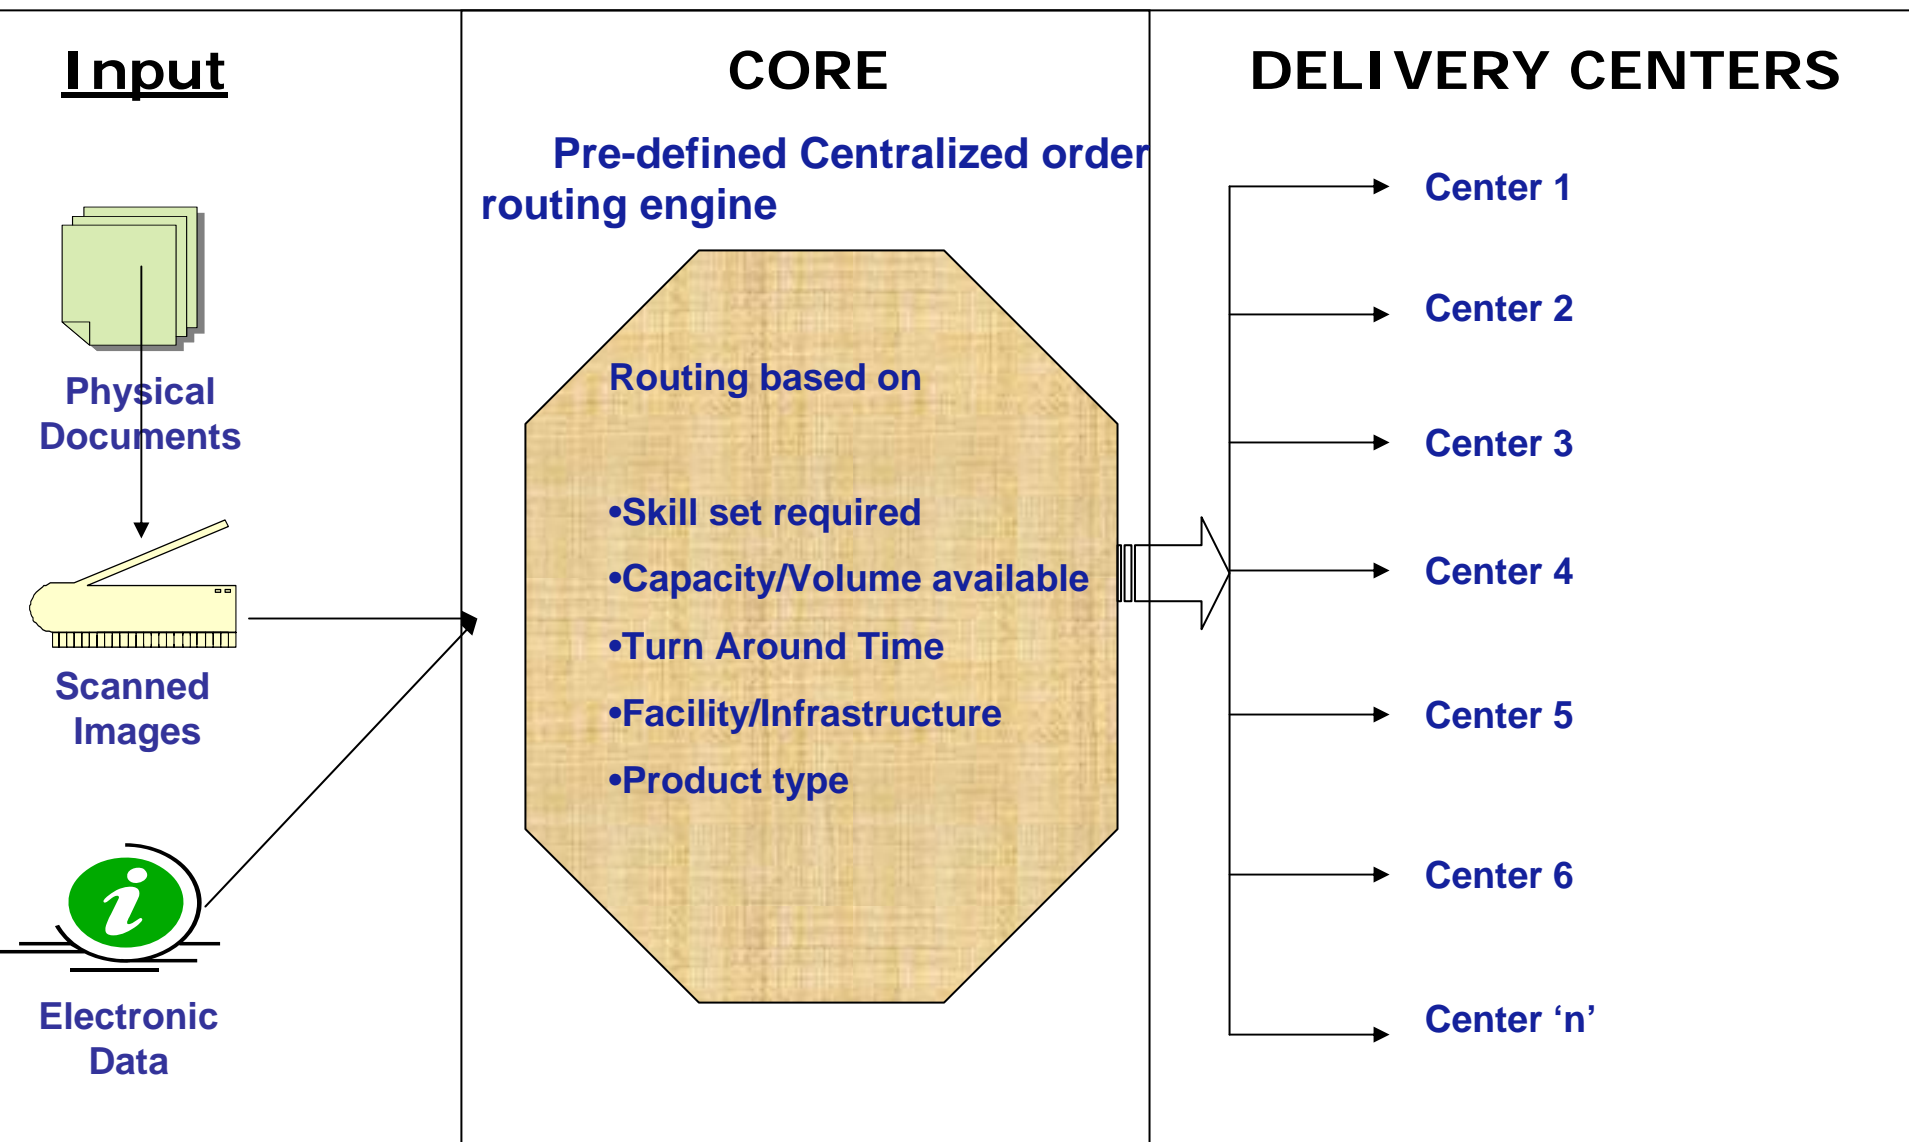 Input
Physical
Documents
Scanned
Images
Electronic
Data
CORE
Pre-defined Centralized order
routing engine
Routing based on
•Skill set required
•Capacity/Volume available
•Turn Around Time
•Facility/Infrastructure
•Product type
DELIVERY CENTERS
Center 1
Center 2
Center 3
Center 4
Center 5
Center 6
Center ‘n’